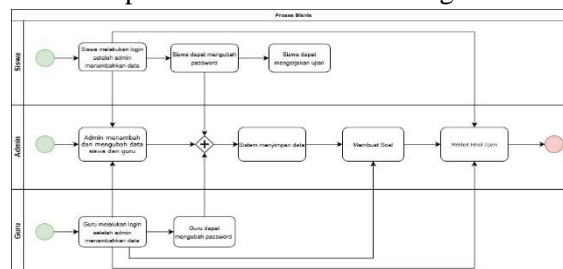 Proses Bisnis
Siswa
Siswa melakukan login
setelah admin
menambahkan data
Siswa dapat mengubah
password
Siswa dapat
mengerjakan ujian
Admin
Admin menambah
dan mengubah data
siswa dan guru
Sistem menyimpan data
Membuat Soal
Hasil Ujian
Guru
Guru melakukan login
setelah admin
menambahkan data
Guru dapat
mengubah password